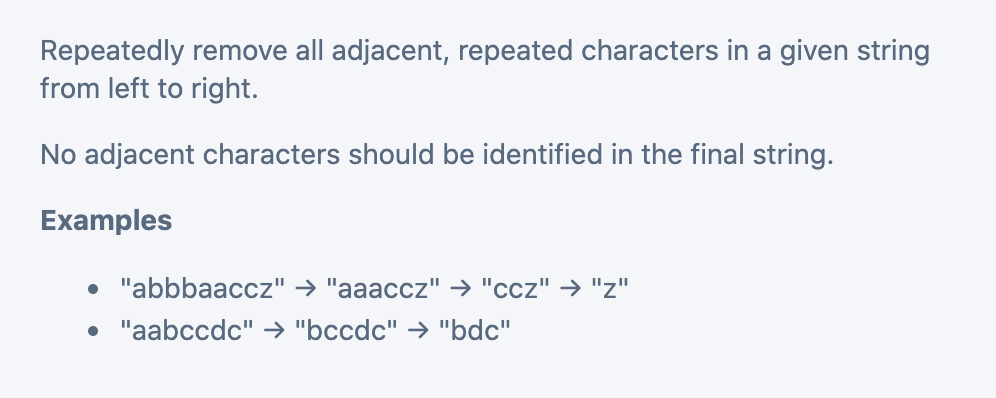 Repeatedly remove all adjacent, repeated characters in a given string
from left to right.
No adjacent characters should be identified in the final string.
Examples
• "abbbaaccz" → "aaaccz" → "ccz" → "z"
• "aabccdc" → "bccdc" → "bdc"